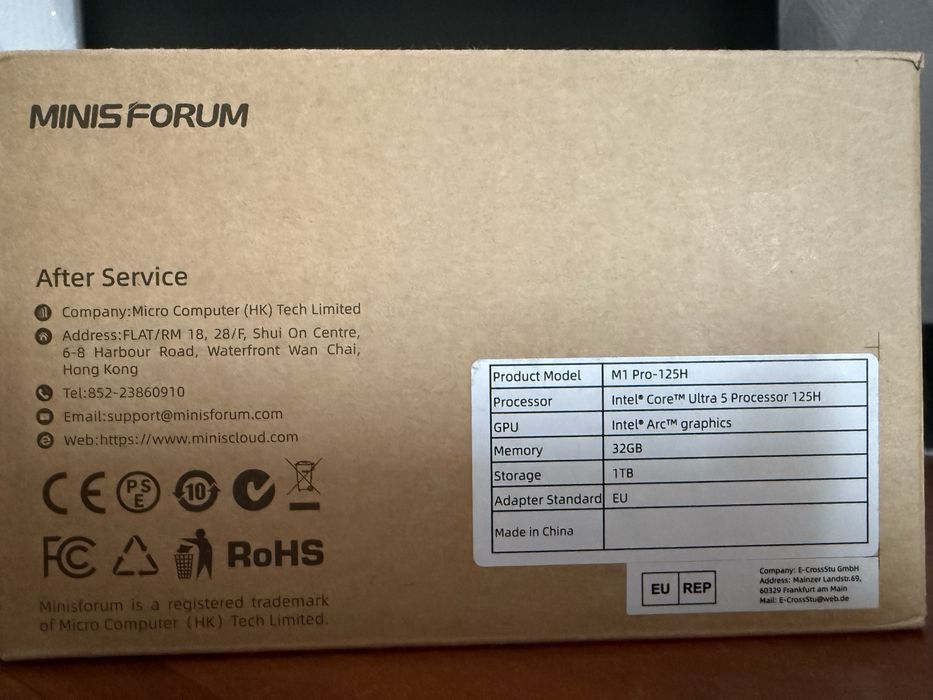 MINISFORUM
After Service
Company:Micro Computer (HK) Tech Limited
Address:FLAT/RM 18, 28/F, Shui On Centre,
6-8 Harbour Road, Waterfront Wan Chai,
Hong Kong
Tel:852-23860910
Email:support@minisforum.com
Web:https://www.miniscloud.com
CE
PS
E
10
FC
RoHS
Minisforum is a registered trademark
of Micro Computer (HK) Tech Limited.
Product Model M1 Pro-125H
Processor Intel® Core™ Ultra 5 Processor 125H
GPU Intel® Arc™ graphics
Memory 32GB
Storage 1TB
Adapter Standard EU
Made in China
EU REP
Company: E-CrossStu GmbH
Address: Mainzer Landstr.69,
60329 Frankfurt am Main
Mail: E-CrossStu@web.de